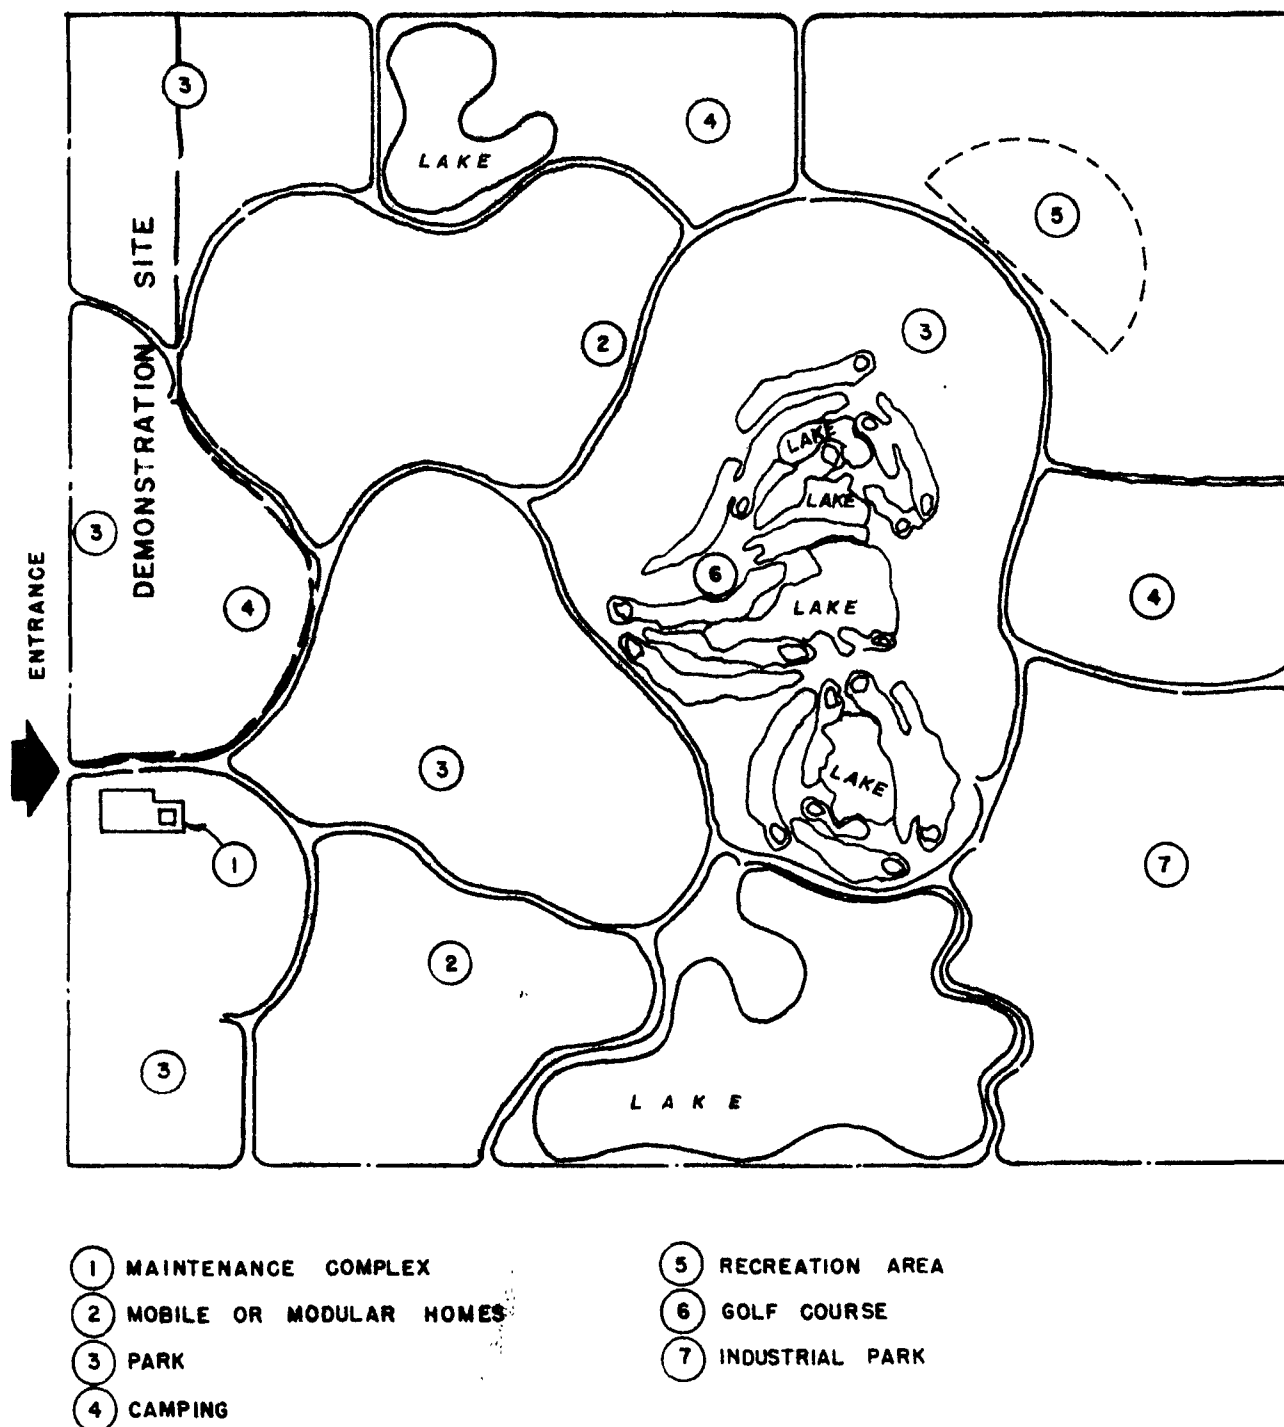 3
LAKE
4
5
DEMONSTRATION SITE
2
3
LAKE
LAKE
3
ENTRANCE
6
4
LAKE
4
3
LAKE
1
7
2
3
LAKE
1 MAINTENANCE COMPLEX
2 MOBILE OR MODULAR HOMES
3 PARK
4 CAMPING
5 RECREATION AREA
6 GOLF COURSE
7 INDUSTRIAL PARK